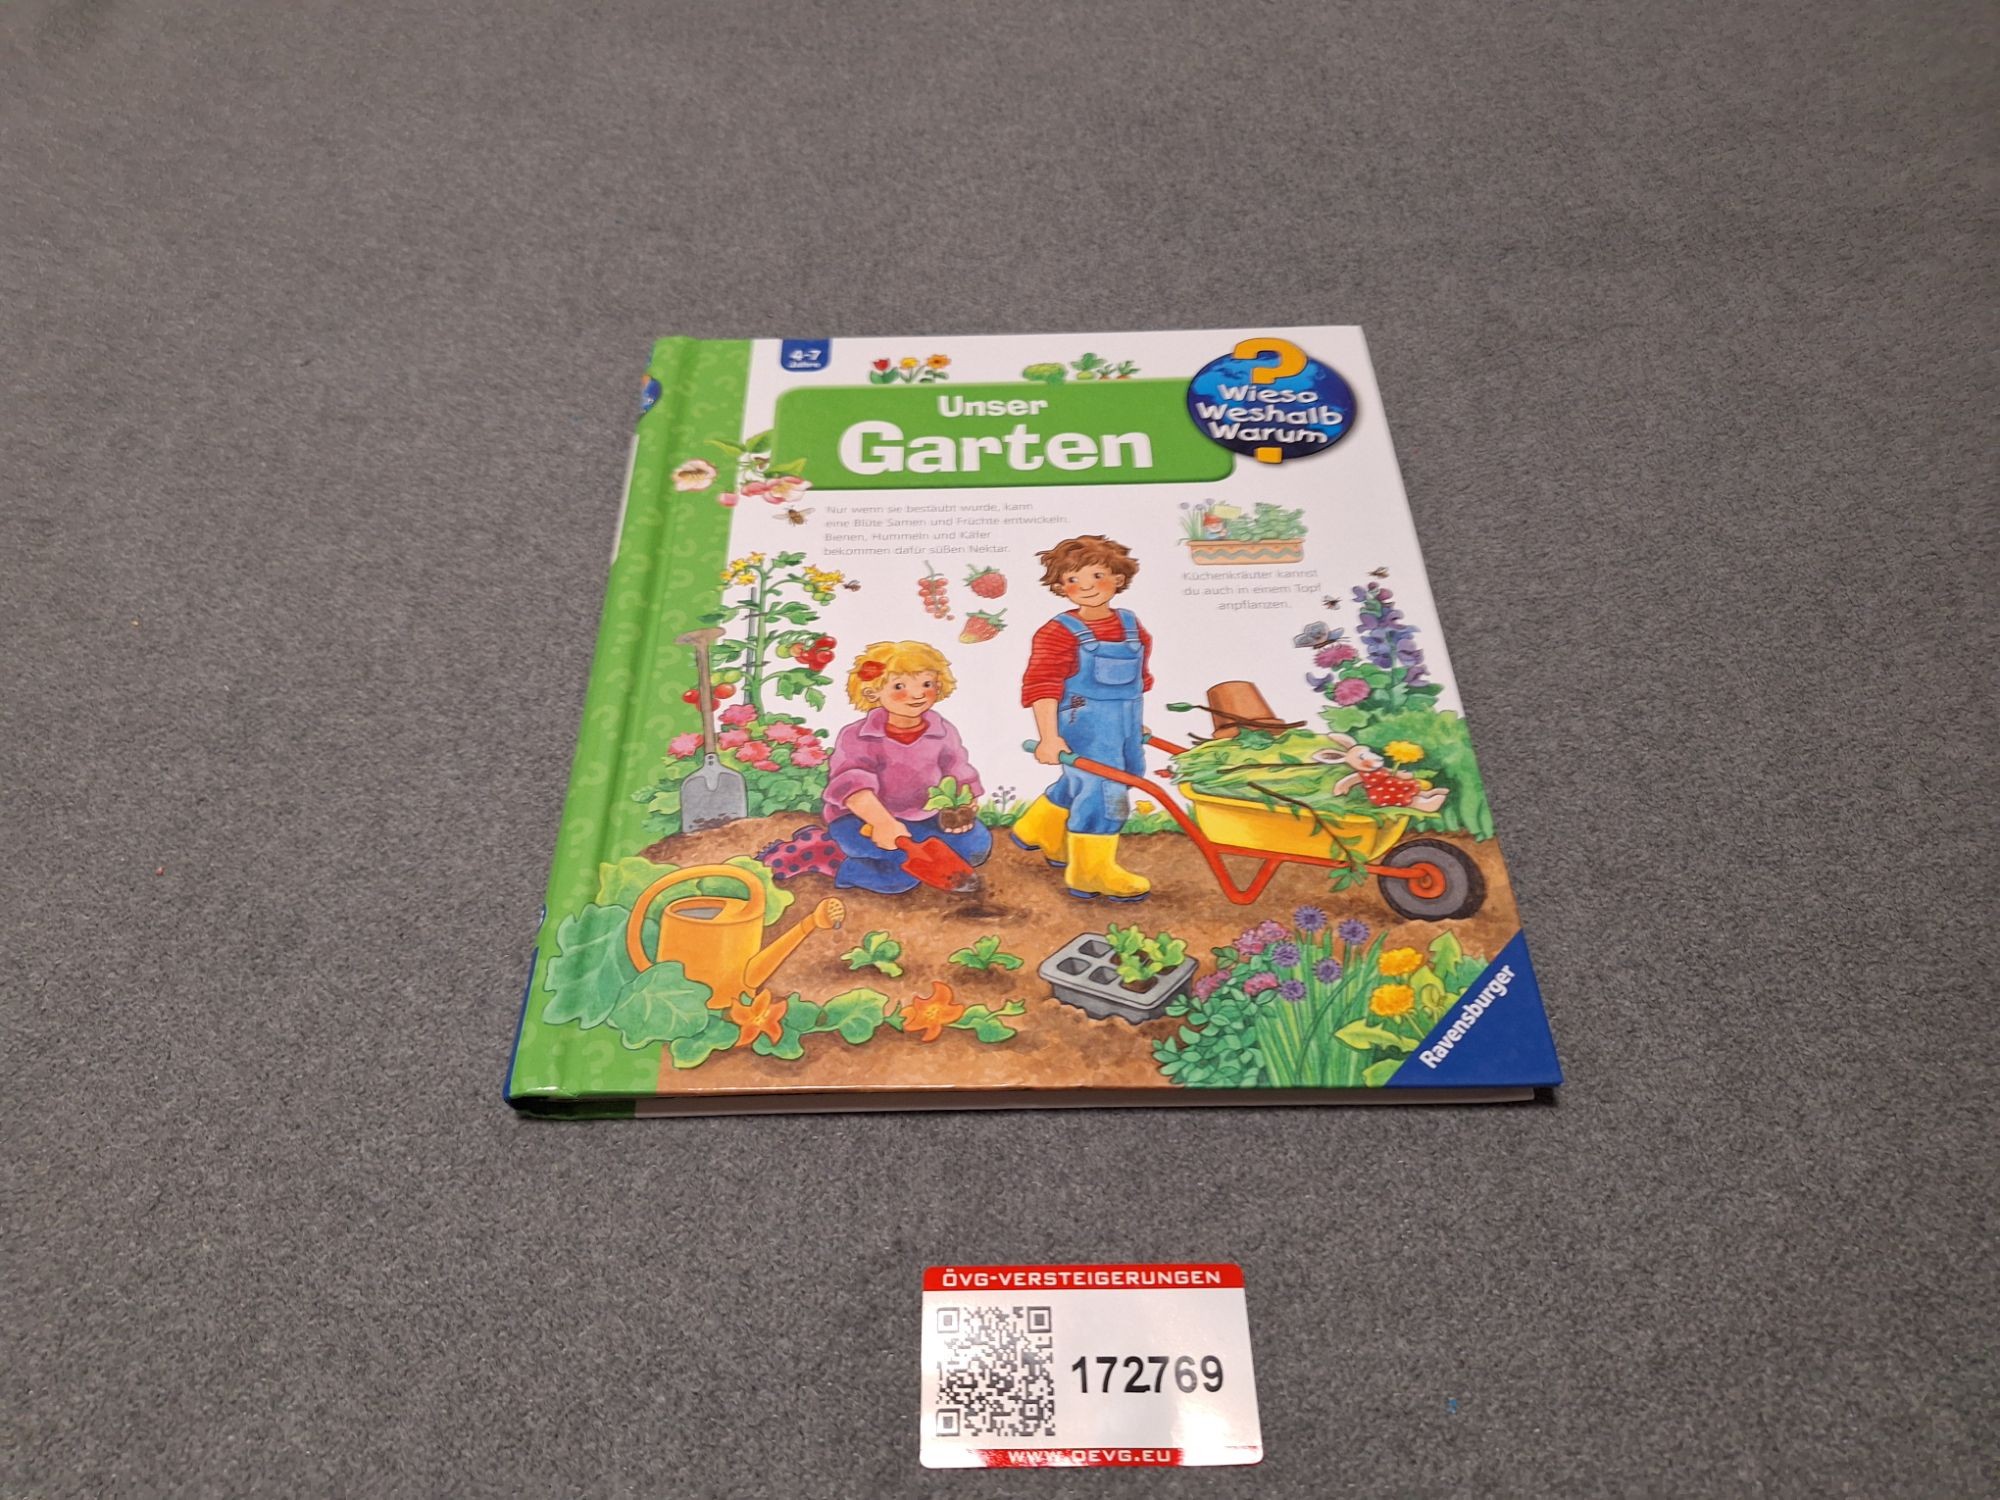 4-7
Jahre
Unser
Garten
Wieso
Weshalb
Warum
Nur wenn sie bestäubt wurde, kann
eine Blüte Samen und Früchte entwickeln.
Bienen, Hummeln und Käfer
bekommen dafür süßen Nektar.
Küchenkräuter kannst
du auch in einem Topf
anpflanzen.
Ravensburger
ÖVG-VERSTEIGERUNGEN
172769
WWW.OEVG.EU